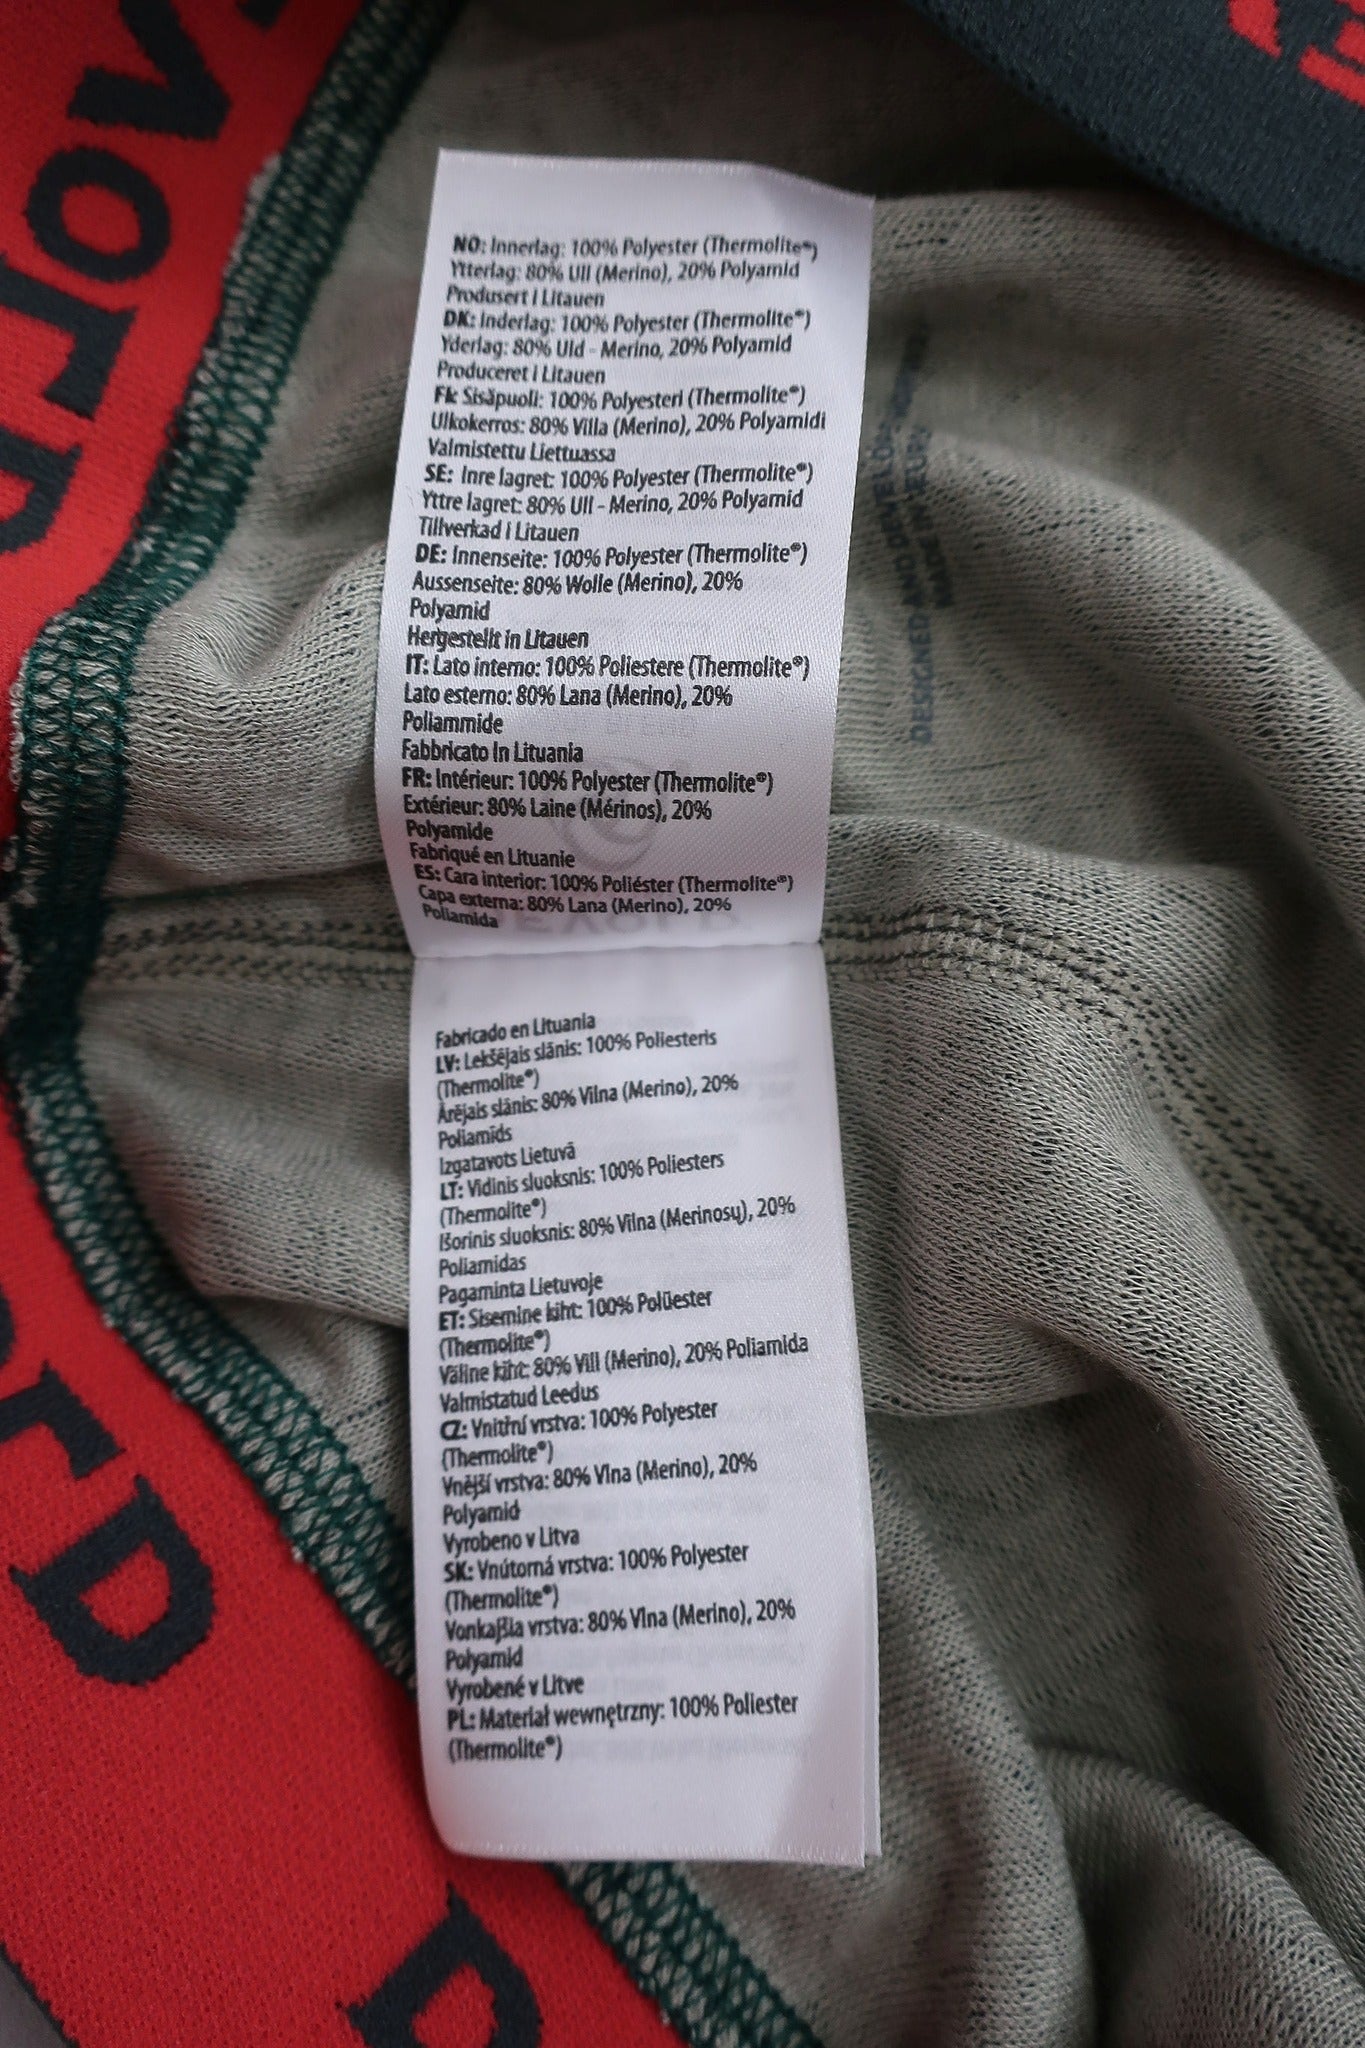 NO: Innerlag: 100% Polyester (Thermolite®)
Ytterlag: 80% Ull (Merino), 20% Polyamid
Produsert i Litauen
DK: Inderlag: 100% Polyester (Thermolite®)
Yderlag: 80% Uld - Merino, 20% Polyamid
Produceret i Litauen
FI: Sisäpuoli: 100% Polyesteri (Thermolite®)
Ulkokerros: 80% Villa (Merino), 20% Polyamidi
Valmistettu Liettuassa
SE: Inre lagret: 100% Polyester (Thermolite®)
Yttre lagret: 80% Ull - Merino, 20% Polyamid
Tillverkad i Litauen
DE: Innenseite: 100% Polyester (Thermolite®)
Aussenseite: 80% Wolle (Merino), 20%
Polyamid
Hergestellt in Litauen
IT: Lato interno: 100% Poliestere (Thermolite®)
Lato esterno: 80% Lana (Merino), 20%
Poliammide
Fabbricato in Lituania
FR: Intérieur: 100% Polyester (Thermolite®)
Extérieur: 80% Laine (Mérinos), 20%
Polyamide
Fabriqué en Lituanie
ES: Cara interior: 100% Poliéster (Thermolite®)
Capa externa: 80% Lana (Merino), 20%
Poliamida
Fabricado en Lituania
LV: Lekšējais slānis: 100% Poliesteris
(Thermolite®)
Ārējais slānis: 80% Vilna (Merino), 20%
Poliamīds
Izgatavots Lietuvā
LT: Vidinis sluoksnis: 100% Poliesters
(Thermolite®)
Išorinis sluoksnis: 80% Vilna (Merinosų), 20%
Poliamidas
Pagaminta Lietuvoje
ET: Sisemine kiht: 100% Polüester
(Thermolite®)
Väline kiht: 80% Vill (Merino), 20% Poliamida
Valmistatud Leedus
CZ: Vnitřní vrstva: 100% Polyester
(Thermolite®)
Vnější vrstva: 80% Vlna (Merino), 20%
Polyamid
Vyrobeno v Litva
SK: Vnútorná vrstva: 100% Polyester
(Thermolite®)
Vonkajšia vrstva: 80% Vlna (Merino), 20%
Polyamid
Vyrobené v Litve
PL: Materiał wewnętrzny: 100% Poliester
(Thermolite®)
DESIGNED AND